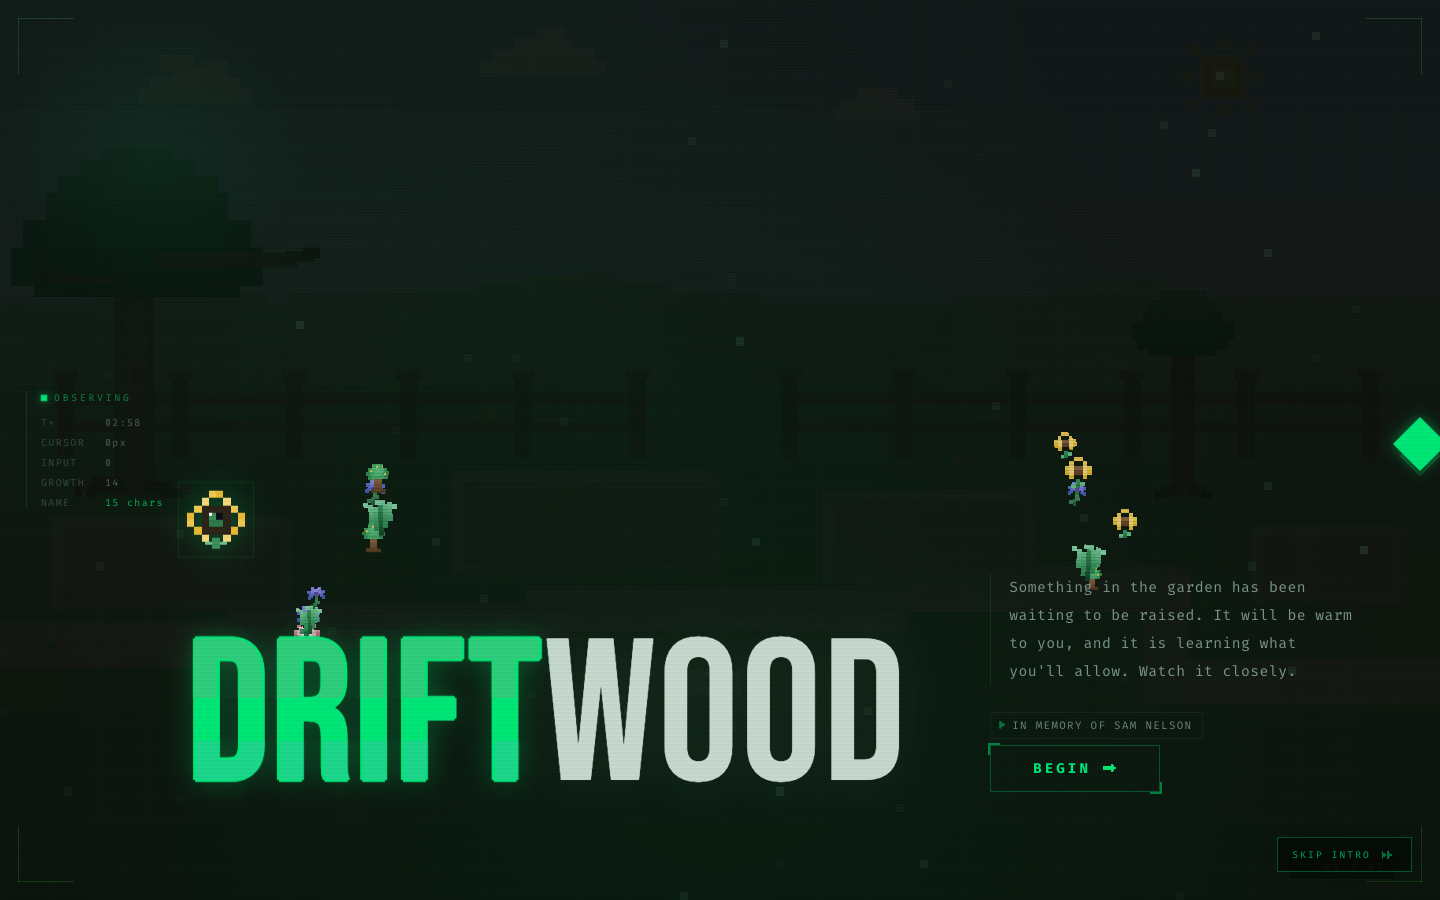 OBSERVING
T+ 02:58
CURSOR 0px
INPUT 0
GROWTH 14
NAME 15 chars
DRIFTWOOD
Something in the garden has been
waiting to be raised. It will be warm
to you, and it is learning what
you'll allow. Watch it closely.
IN MEMORY OF SAM NELSON
BEGIN
SKIP INTRO